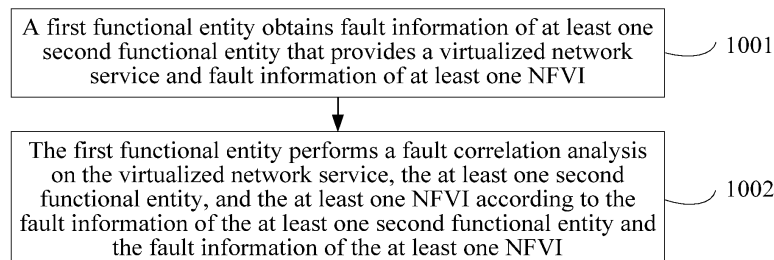 A first functional entity obtains fault information of at least one
second functional entity that provides a virtualized network
service and fault information of at least one NFVI
1001
The first functional entity performs a fault correlation analysis
on the virtualized network service, the at least one second
functional entity, and the at least one NFVI according to the
fault information of the at least one second functional entity and
the fault information of the at least one NFVI
1002